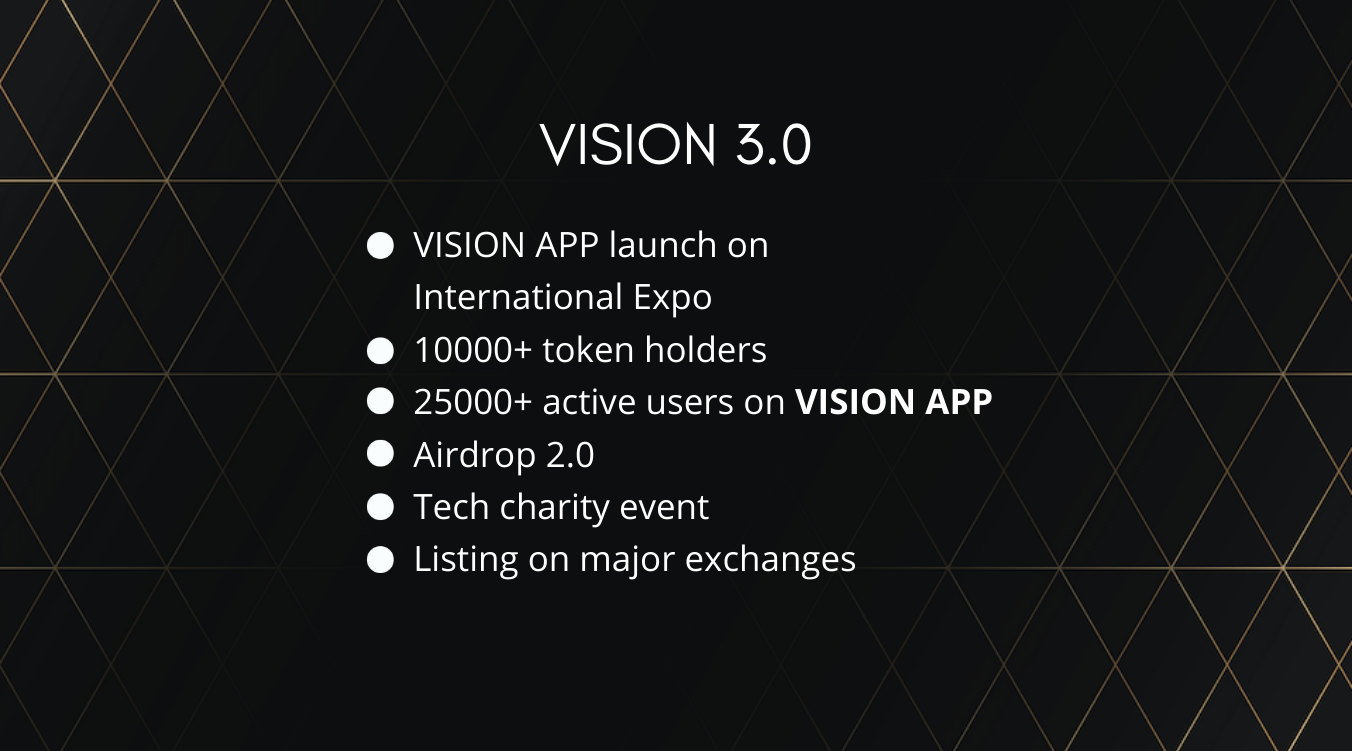 VISION 3.0
● VISION APP launch on
International Expo
● 10000+ token holders
● 25000+ active users on VISION APP
● Airdrop 2.0
● Tech charity event
● Listing on major exchanges